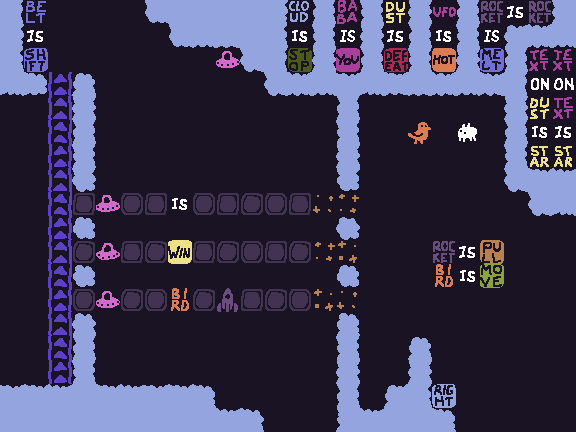 BELT CLOUD BABA DUST UFO ROCKET IS ROCKET
IS IS IS IS IS
SHIFT STOP YOU DEFEAT HOT MELT TEXT TEXT
ON ON
DUST TEXT
IS IS
STAR STAR
IS
WIN ROCKET IS PULL
BIRD IS MOVE
BIRD
RIGHT